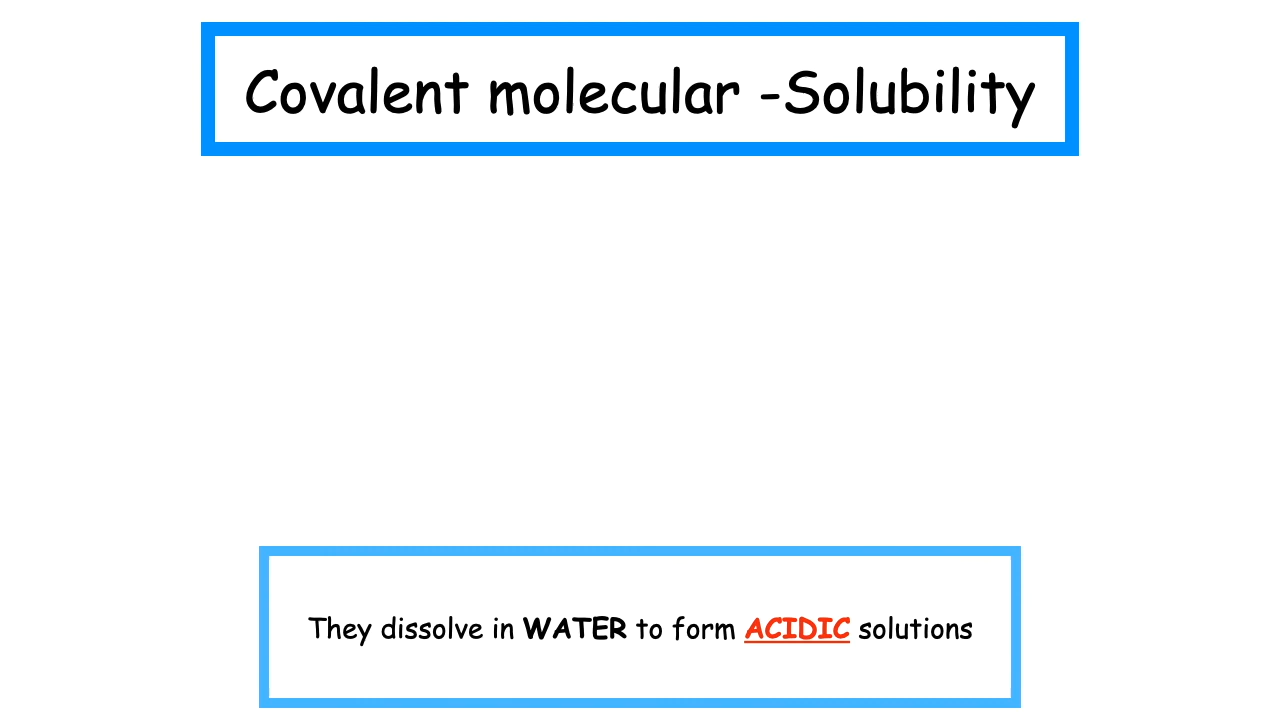 Covalent molecular -Solubility
They dissolve in WATER to form ACIDIC solutions